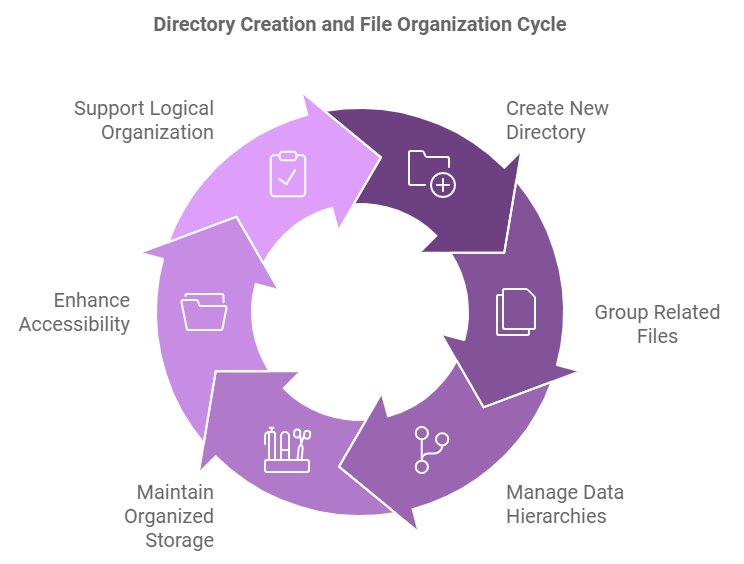 Directory Creation and File Organization Cycle
Support Logical
Organization
Create New
Directory
Enhance
Accessibility
Group Related
Files
Maintain
Organized
Storage
Manage Data
Hierarchies